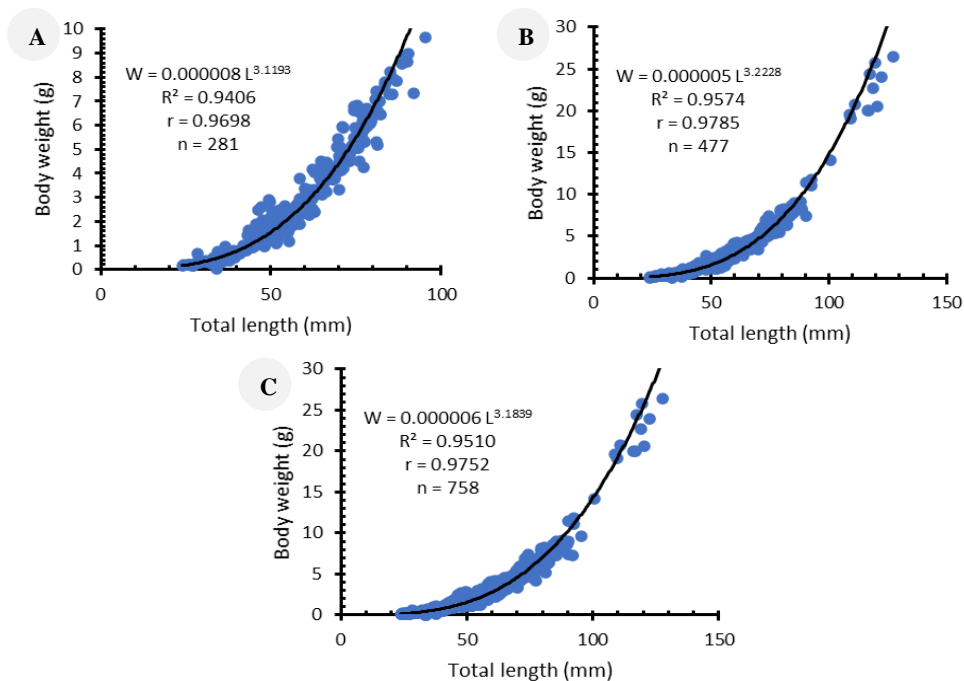 A
W = 0.000008 L3.1193
R² = 0.9406
r = 0.9698
n = 281
Body weight (g)
10
9
8
7
6
5
4
3
2
1
0
0 50 100
Total length (mm)
B
W = 0.000005 L3.2228
R² = 0.9574
r = 0.9785
n = 477
Body weight (g)
30
25
20
15
10
5
0
0 50 100 150
Total length (mm)
C
W = 0.000006 L3.1839
R² = 0.9510
r = 0.9752
n = 758
Body weight (g)
30
25
20
15
10
5
0
0 50 100 150
Total length (mm)